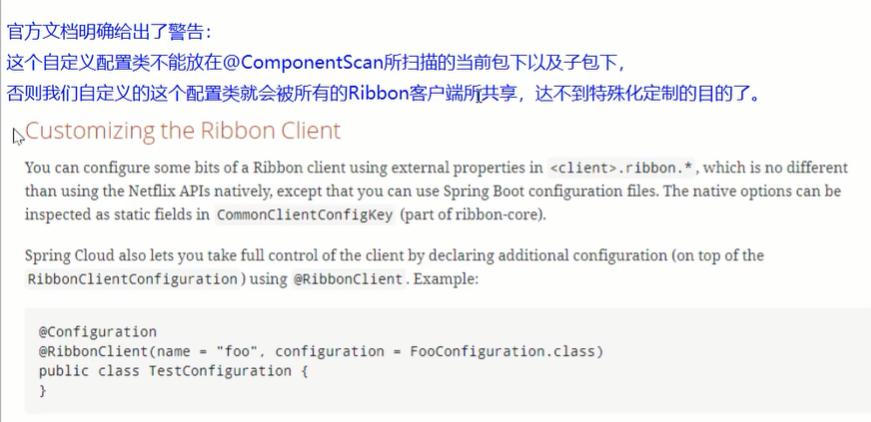 官方文档明确给出了警告：
这个自定义配置类不能放在@ComponentScan所扫描的当前包下以及子包下，
否则我们自定义的这个配置类就会被所有的Ribbon客户端所共享，达不到特殊化定制的目的了。
Customizing the Ribbon Client
You can configure some bits of a Ribbon client using external properties in <client>.ribbon.*, which is no different
than using the Netflix APIs natively, except that you can use Spring Boot configuration files. The native options can be
inspected as static fields in CommonClientConfigKey (part of ribbon-core).
Spring Cloud also lets you take full control of the client by declaring additional configuration (on top of the
RibbonClientConfiguration) using @RibbonClient. Example:
@Configuration
@RibbonClient(name = "foo", configuration = FooConfiguration.class)
public class TestConfiguration {
}